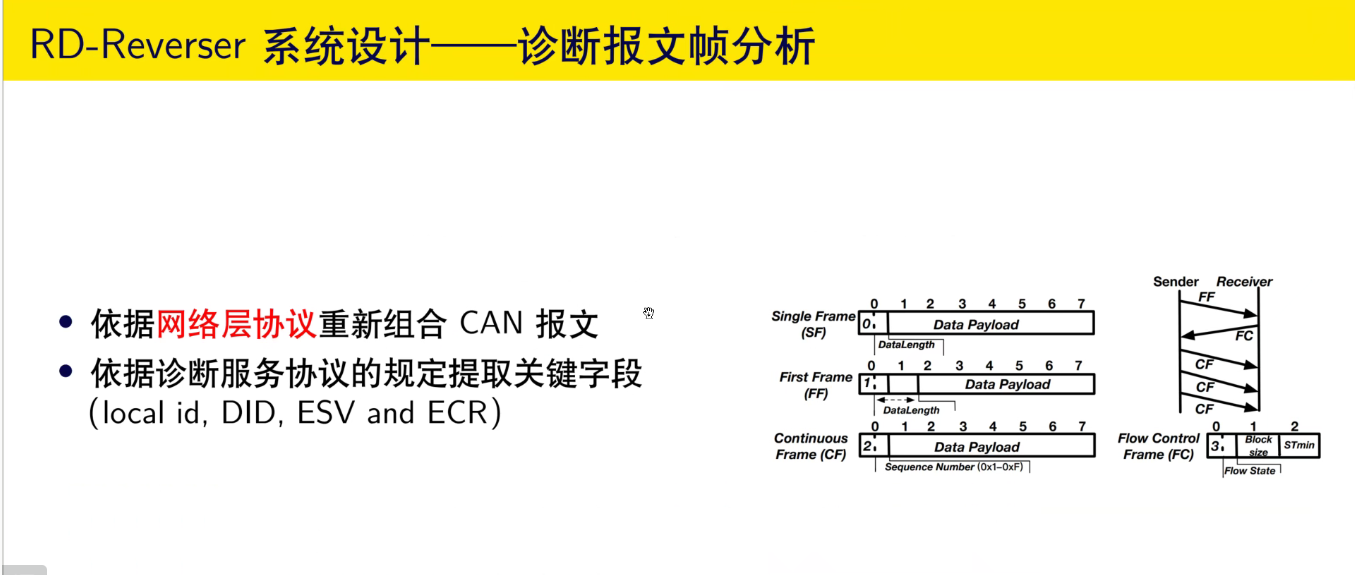 RD-Reverser 系统设计——诊断报文帧分析
• 依据网络层协议重新组合 CAN 报文
• 依据诊断服务协议的规定提取关键字段
(local id, DID, ESV and ECR)
0 1 2 3 4 5 6 7
Single Frame
(SF)
0
Data Payload
DataLength
0 1 2 3 4 5 6 7
First Frame
(FF)
1
Data Payload
DataLength
0 1 2 3 4 5 6 7
Continuous
Frame (CF)
2
Data Payload
Sequence Number (0x1–0xF)
Sender Receiver
FF
FC
CF
CF
CF
0 1 2
Flow Control
Frame (FC)
3
Block
size
STmin
Flow State